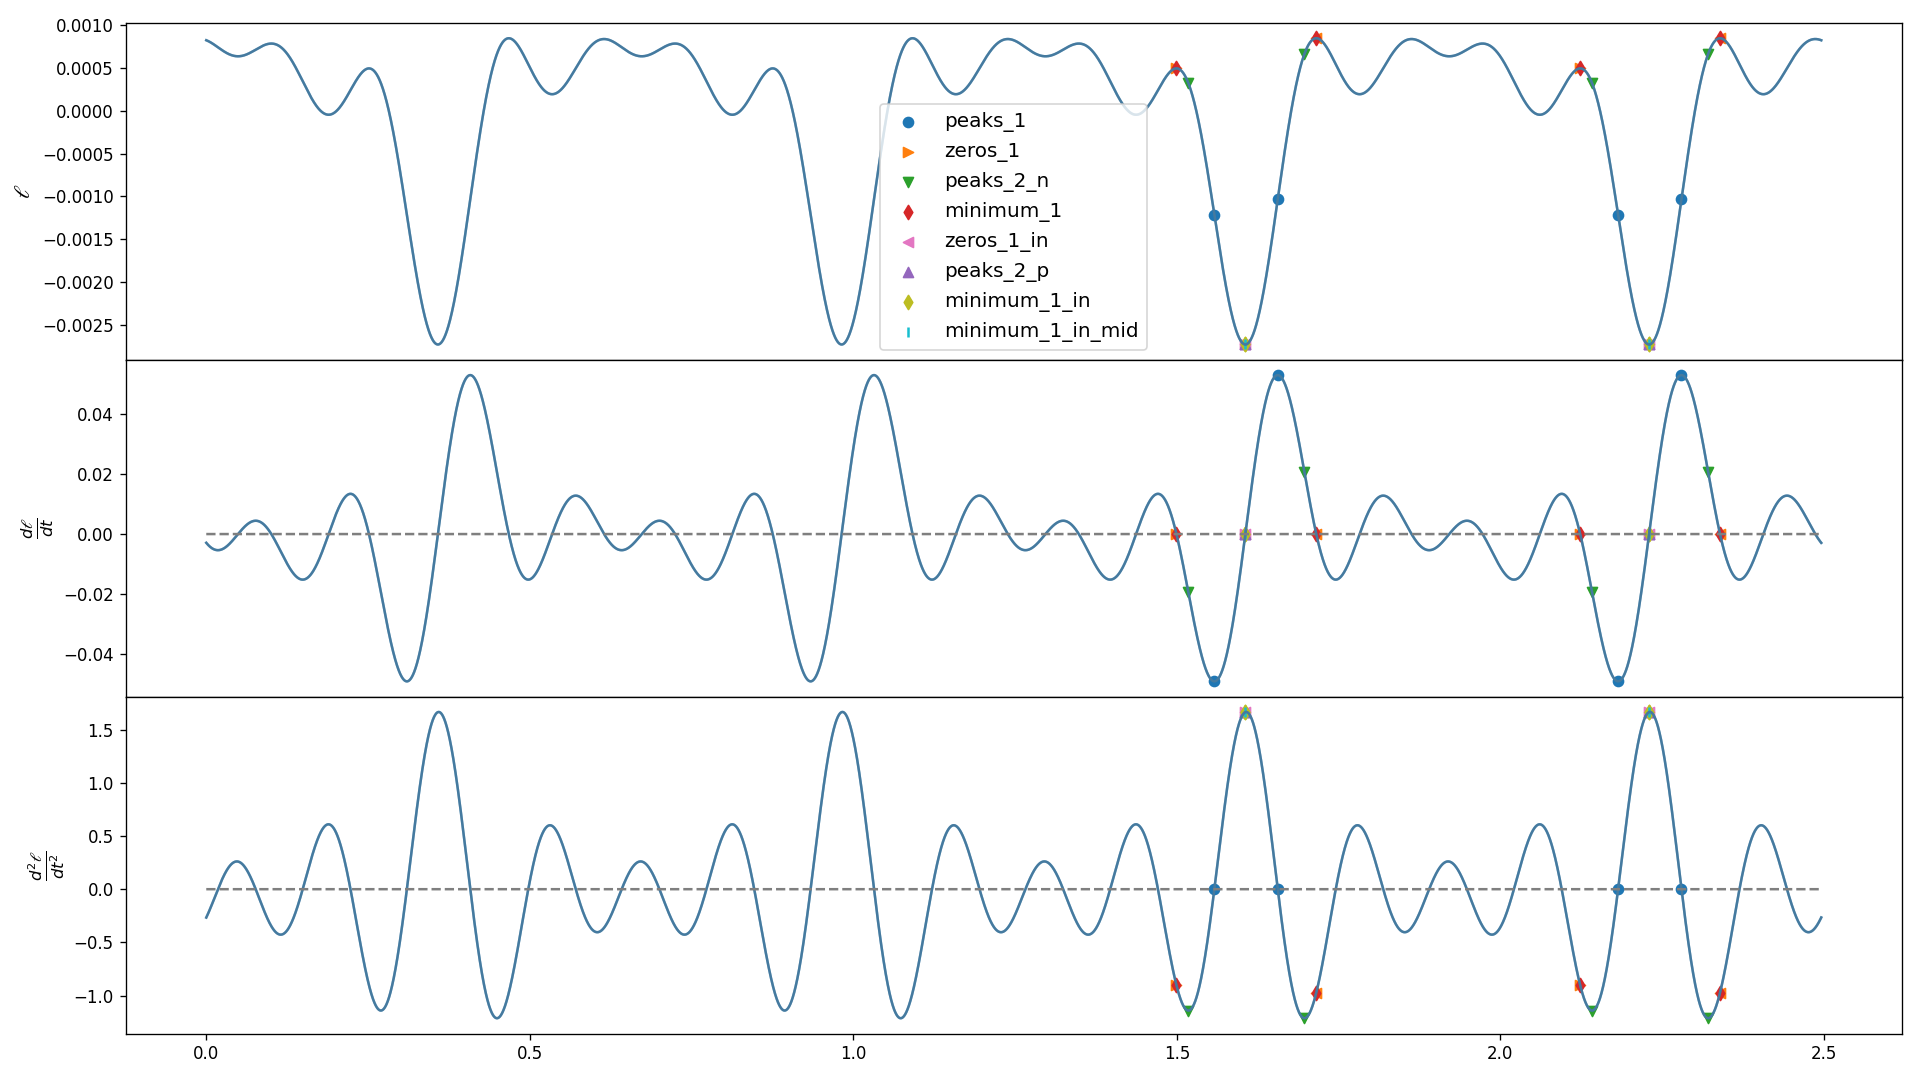 0.0010
0.0005
0.0000
−0.0005
−0.0010
−0.0015
−0.0020
−0.0025
ℓ
peaks_1
zeros_1
peaks_2_n
minimum_1
zeros_1_in
peaks_2_p
minimum_1_in
minimum_1_in_mid
0.04
0.02
0.00
−0.02
−0.04
dℓ
dt
1.5
1.0
0.5
0.0
−0.5
−1.0
d²ℓ
dt²
0.0 0.5 1.0 1.5 2.0 2.5